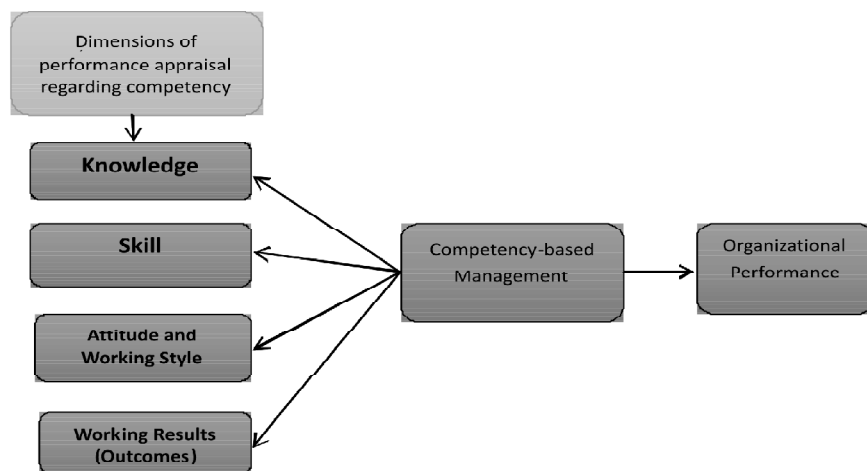 Dimensions of
performance appraisal
regarding competency
Knowledge
Skill
Attitude and
Working Style
Working Results
(Outcomes)
Competency-based
Management
Organizational
Performance